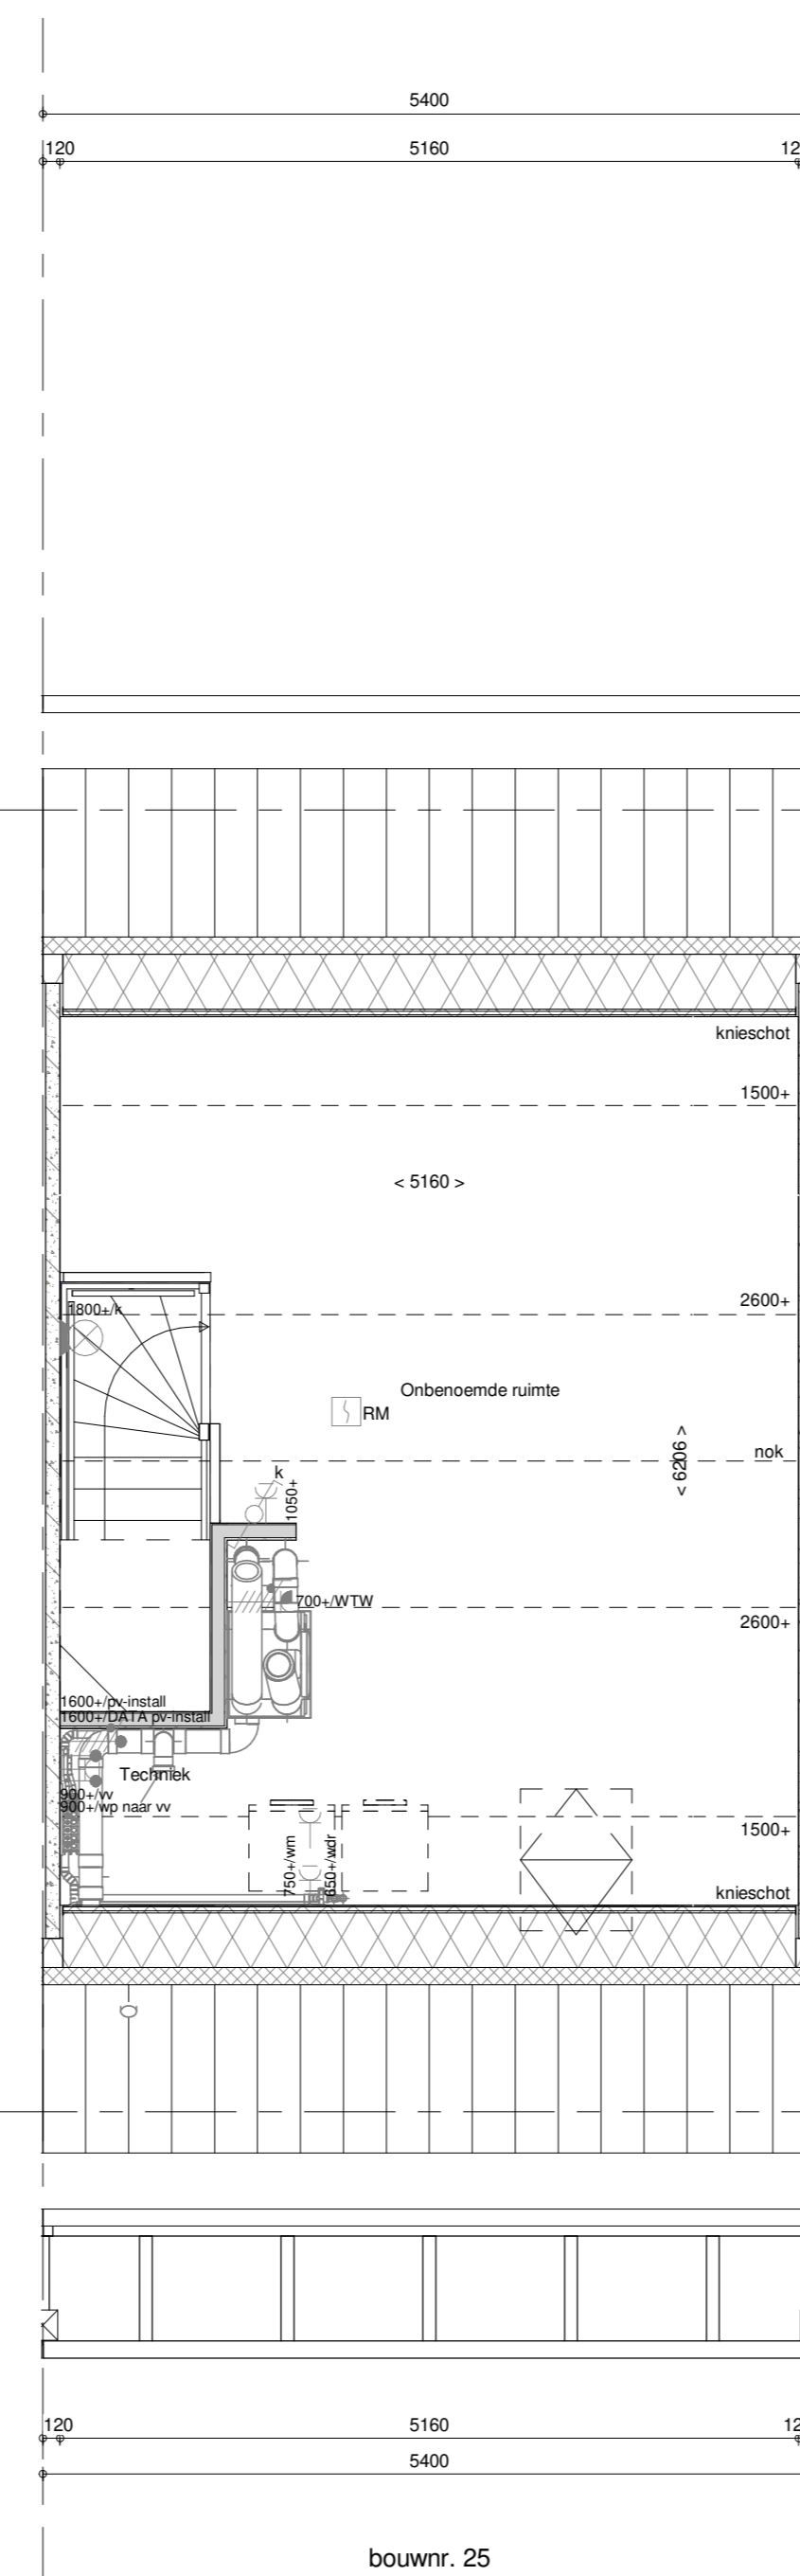 5400
120 5160 12
knieschot
1500+
< 5160 >
2600+
1800+/k
Onbenoemde ruimte
RM
< 6206 >
nok
k
1050+
700+/WTW
2600+
1600+/pv-install
1600+/DATA pv-install
Techniek
900+/vv
900+/wp naar vv
1500+
750+/wm
650+/wdr
knieschot
120 5160 12
5400
bouwnr. 25